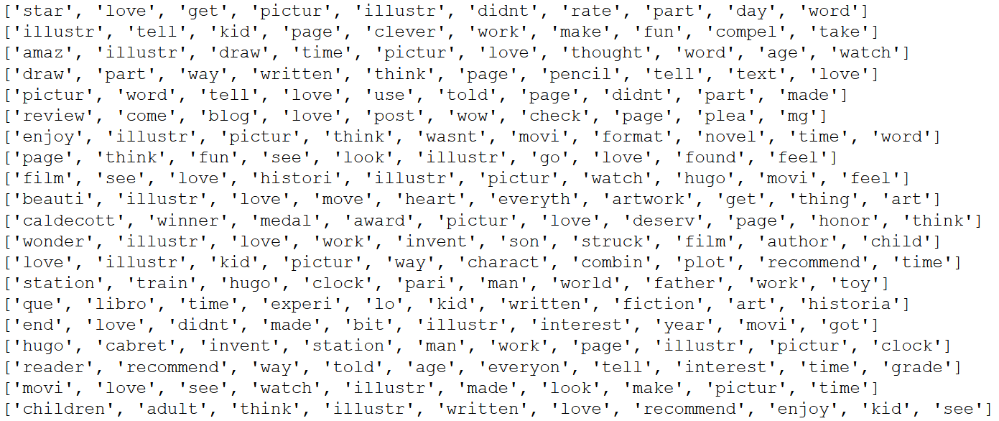 ['star', 'love', 'get', 'pictur', 'illustr', 'didnt', 'rate', 'part', 'day', 'word']
['illustr', 'tell', 'kid', 'page', 'clever', 'work', 'make', 'fun', 'compel', 'take']
['amaz', 'illustr', 'draw', 'time', 'pictur', 'love', 'thought', 'word', 'age', 'watch']
['draw', 'part', 'way', 'written', 'think', 'page', 'pencil', 'tell', 'text', 'love']
['pictur', 'word', 'tell', 'love', 'use', 'told', 'page', 'didnt', 'part', 'made']
['review', 'come', 'blog', 'love', 'post', 'wow', 'check', 'page', 'plea', 'mg']
['enjoy', 'illustr', 'pictur', 'think', 'wasnt', 'movi', 'format', 'novel', 'time', 'word']
['page', 'think', 'fun', 'see', 'look', 'illustr', 'go', 'love', 'found', 'feel']
['film', 'see', 'love', 'histori', 'illustr', 'pictur', 'watch', 'hugo', 'movi', 'feel']
['beauti', 'illustr', 'love', 'move', 'heart', 'everyth', 'artwork', 'get', 'thing', 'art']
['caldecott', 'winner', 'medal', 'award', 'pictur', 'love', 'deserv', 'page', 'honor', 'think']
['wonder', 'illustr', 'love', 'work', 'invent', 'son', 'struck', 'film', 'author', 'child']
['love', 'illustr', 'kid', 'pictur', 'way', 'charact', 'combin', 'plot', 'recommend', 'time']
['station', 'train', 'hugo', 'clock', 'pari', 'man', 'world', 'father', 'work', 'toy']
['que', 'libro', 'time', 'experi', 'lo', 'kid', 'written', 'fiction', 'art', 'historia']
['end', 'love', 'didnt', 'made', 'bit', 'illustr', 'interest', 'year', 'movi', 'got']
['hugo', 'cabret', 'invent', 'station', 'man', 'work', 'page', 'illustr', 'pictur', 'clock']
['reader', 'recommend', 'way', 'told', 'age', 'everyon', 'tell', 'interest', 'time', 'grade']
['movi', 'love', 'see', 'watch', 'illustr', 'made', 'look', 'make', 'pictur', 'time']
['children', 'adult', 'think', 'illustr', 'written', 'love', 'recommend', 'enjoy', 'kid', 'see']